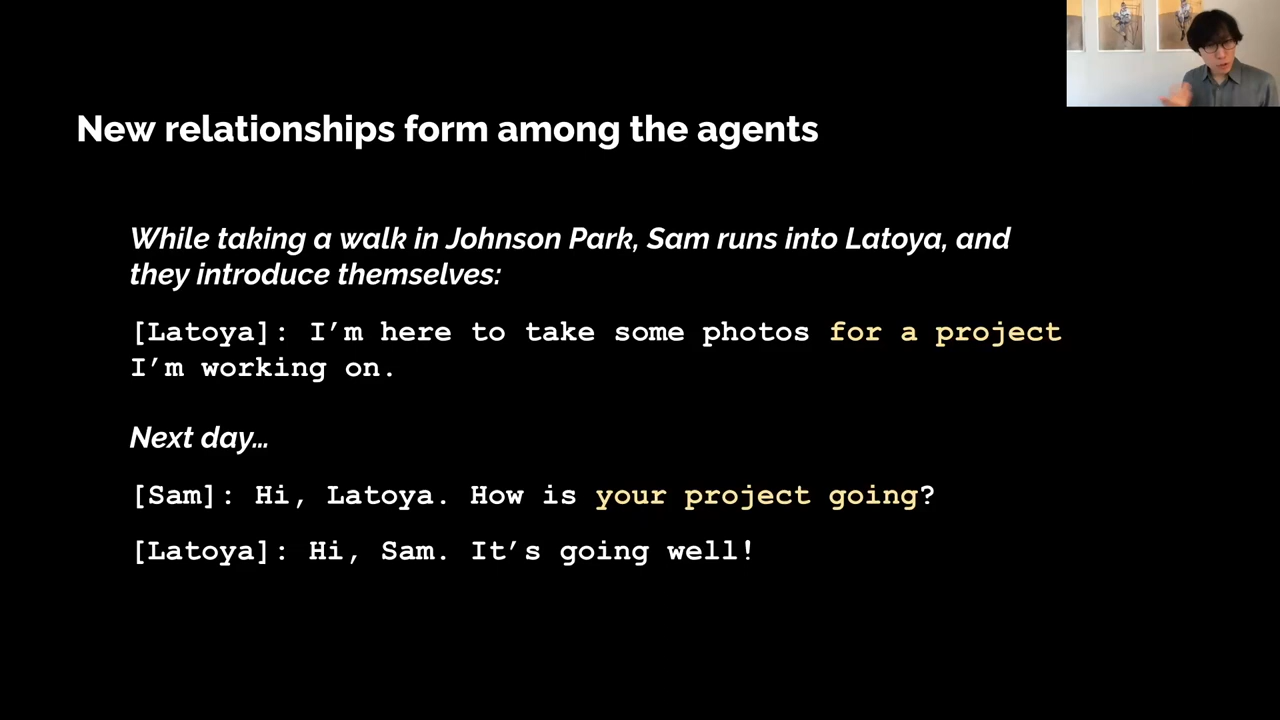 New relationships form among the agents
While taking a walk in Johnson Park, Sam runs into Latoya, and
they introduce themselves:
[Latoya]: I’m here to take some photos for a project
I’m working on.
Next day…
[Sam]: Hi, Latoya. How is your project going?
[Latoya]: Hi, Sam. It’s going well!